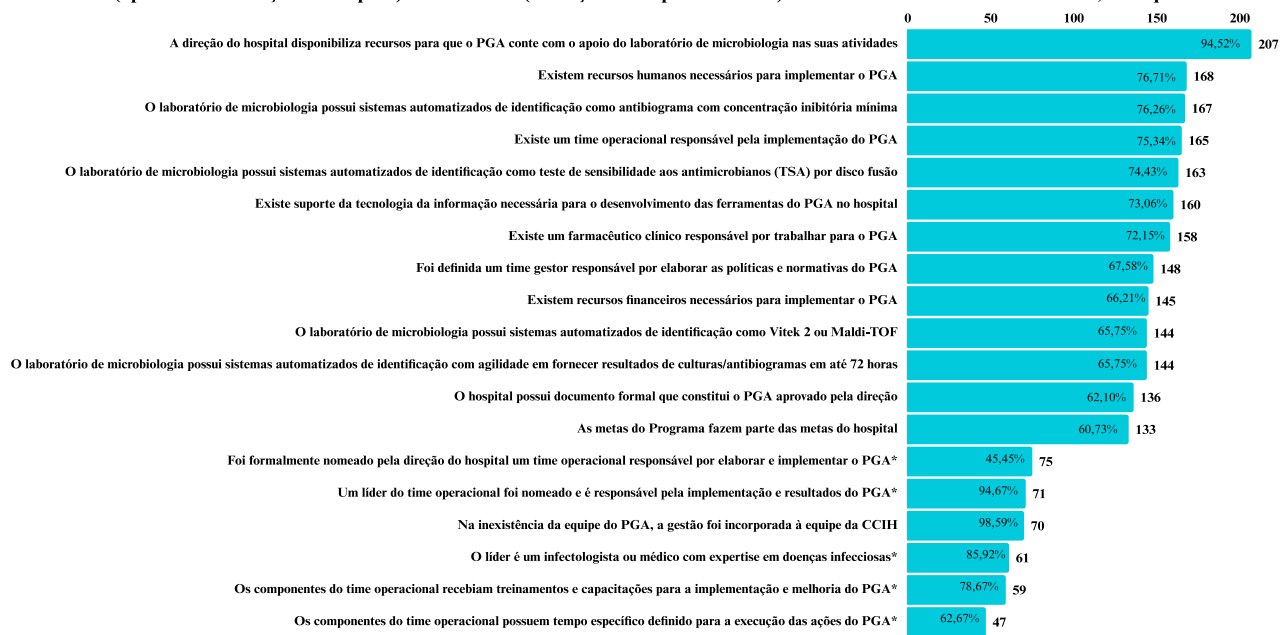 0 50 100 150 200
A direção do hospital disponibiliza recursos para que o PGA conte com o apoio do laboratório de microbiologia nas suas atividades 94,52% 207
Existem recursos humanos necessários para implementar o PGA 76,71% 168
O laboratório de microbiologia possui sistemas automatizados de identificação como antibiograma com concentração inibitória mínima 76,26% 167
Existe um time operacional responsável pela implementação do PGA 75,34% 165
O laboratório de microbiologia possui sistemas automatizados de identificação como teste de sensibilidade aos antimicrobianos (TSA) por disco fusão 74,43% 163
Existe suporte da tecnologia da informação necessária para o desenvolvimento das ferramentas do PGA no hospital 73,06% 160
Existe um farmacêutico clínico responsável por trabalhar para o PGA 72,15% 158
Foi definida um time gestor responsável por elaborar as políticas e normativas do PGA 67,58% 148
Existem recursos financeiros necessários para implementar o PGA 66,21% 145
O laboratório de microbiologia possui sistemas automatizados de identificação como Vitek 2 ou Maldi-TOF 65,75% 144
O laboratório de microbiologia possui sistemas automatizados de identificação com agilidade em fornecer resultados de culturas/antibiogramas em até 72 horas 65,75% 144
O hospital possui documento formal que constitui o PGA aprovado pela direção 62,10% 136
As metas do Programa fazem parte das metas do hospital 60,73% 133
Foi formalmente nomeado pela direção do hospital um time operacional responsável por elaborar e implementar o PGA* 45,45% 75
Um líder do time operacional foi nomeado e é responsável pela implementação e resultados do PGA* 94,67% 71
Na inexistência da equipe do PGA, a gestão foi incorporada à equipe da CCIH 98,59% 70
O líder é um infectologista ou médico com expertise em doenças infecciosas* 85,92% 61
Os componentes do time operacional recebiam treinamentos e capacitações para a implementação e melhoria do PGA* 78,67% 59
Os componentes do time operacional possuem tempo específico definido para a execução das ações do PGA* 62,67% 47